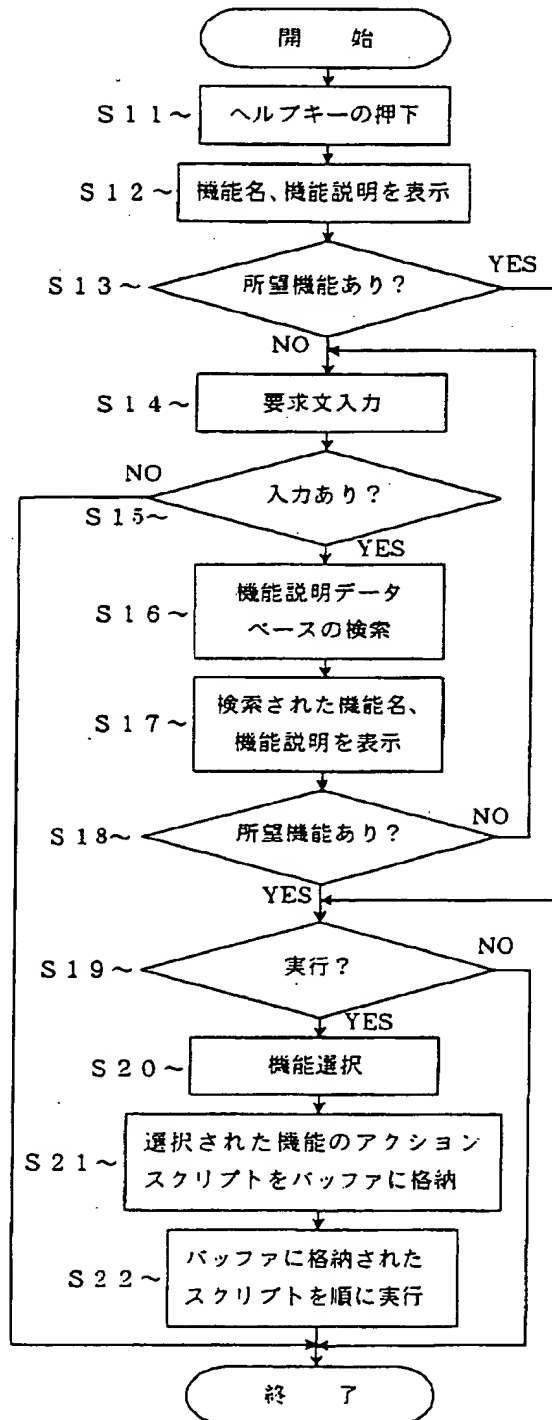 開 始
S11~ ヘルプキーの押下
S12~ 機能名、機能説明を表示
YES
S13~ 所望機能あり?
NO
S14~ 要求文入力
NO
入力あり?
S15~
YES
機能説明データ
S16~
ベースの検索
検索された機能名、
S17~
機能説明を表示
S18~ 所望機能あり? NO
YES
NO
S19~ 実行?
YES
S20~ 機能選択
選択された機能のアクション
S21~
スクリプトをバッファに格納
バッファに格納された
S22~
スクリプトを順に実行
終 了